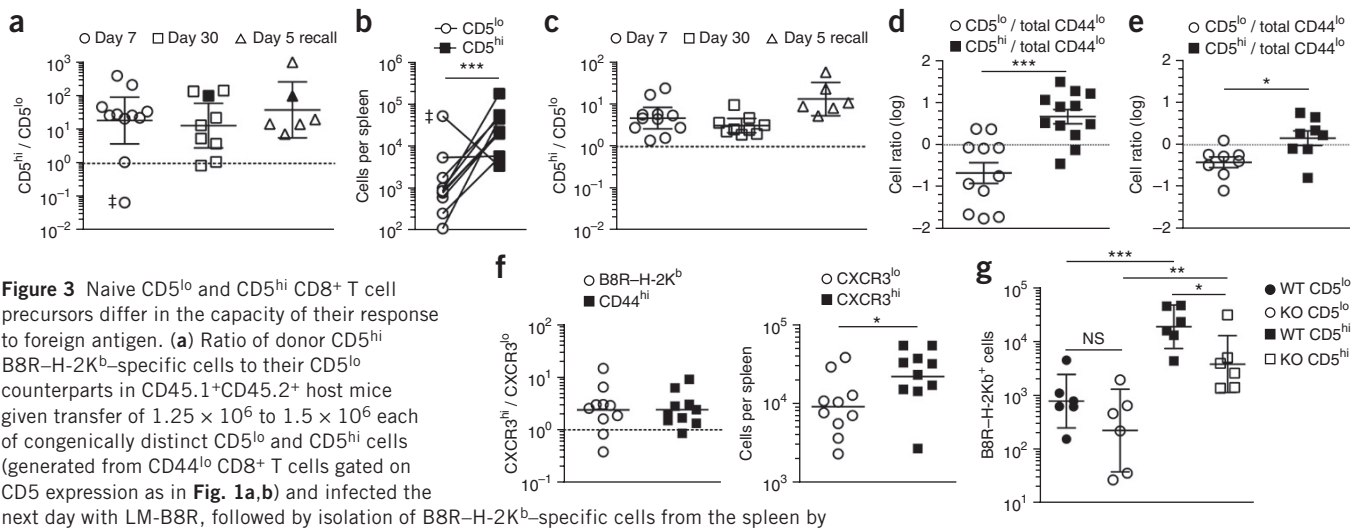 a
○ Day 7 □ Day 30 △ Day 5 recall
CD5hi / CD5lo
10³
10²
10¹
10⁰
10⁻¹
10⁻²
‡
b
CD5lo
CD5hi
***
Cells per spleen
10⁶
10⁵
10⁴
10³
10²
‡
c
○ Day 7 □ Day 30 △ Day 5 recall
CD5hi / CD5lo
10³
10²
10¹
10⁰
10⁻¹
10⁻²
d
○ CD5lo / total CD44lo
■ CD5hi / total CD44lo
***
Cell ratio (log)
2
1
0
−1
−2
e
○ CD5lo / total CD44lo
■ CD5hi / total CD44lo
*
Cell ratio (log)
2
1
0
−1
−2
Figure 3 Naive CD5lo and CD5hi CD8+ T cell
precursors differ in the capacity of their response
to foreign antigen. (a) Ratio of donor CD5hi
B8R–H-2Kb–specific cells to their CD5lo
counterparts in CD45.1+CD45.2+ host mice
given transfer of 1.25 × 10⁶ to 1.5 × 10⁶ each
of congenically distinct CD5lo and CD5hi cells
(generated from CD44lo CD8+ T cells gated on
CD5 expression as in Fig. 1a,b) and infected the
next day with LM-B8R, followed by isolation of B8R–H-2Kb–specific cells from the spleen by
f
○ B8R–H-2Kb
■ CD44hi
CXCR3hi / CXCR3lo
10²
10¹
10⁰
10⁻¹
○ CXCR3lo
■ CXCR3hi
*
Cells per spleen
10⁵
10⁴
10³
g
***
**
*
NS
B8R–H-2Kb+ cells
10⁵
10⁴
10³
10²
10¹
● WT CD5lo
○ KO CD5lo
■ WT CD5hi
□ KO CD5hi